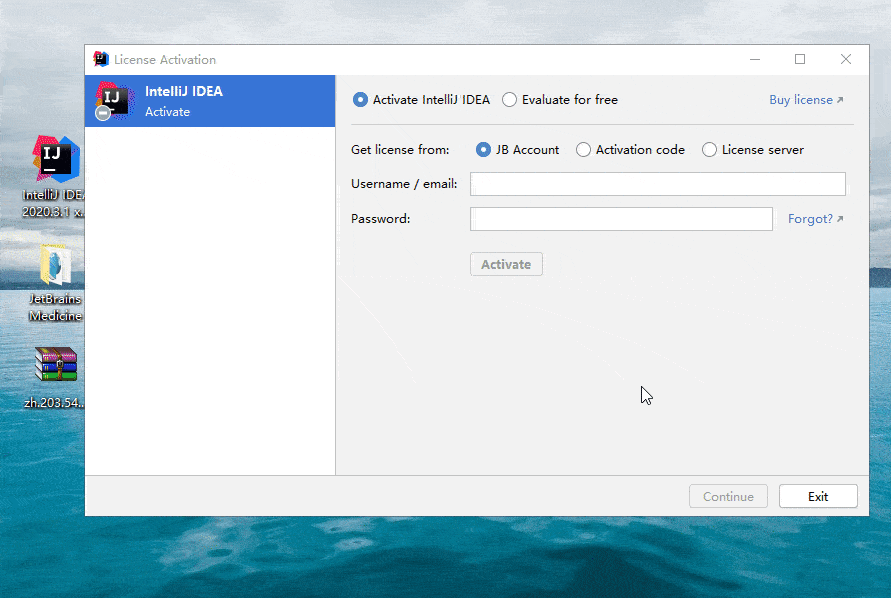 License Activation
IntelliJ IDEA
Activate
Activate IntelliJ IDEA
Evaluate for free
Buy license
Get license from:
JB Account
Activation code
License server
Username / email:
Password:
Forgot?
Activate
Continue
Exit
IJ
IntelliJ IDEA
2020.3.1 x...
JetBrains
Medicine
zh.203.54...